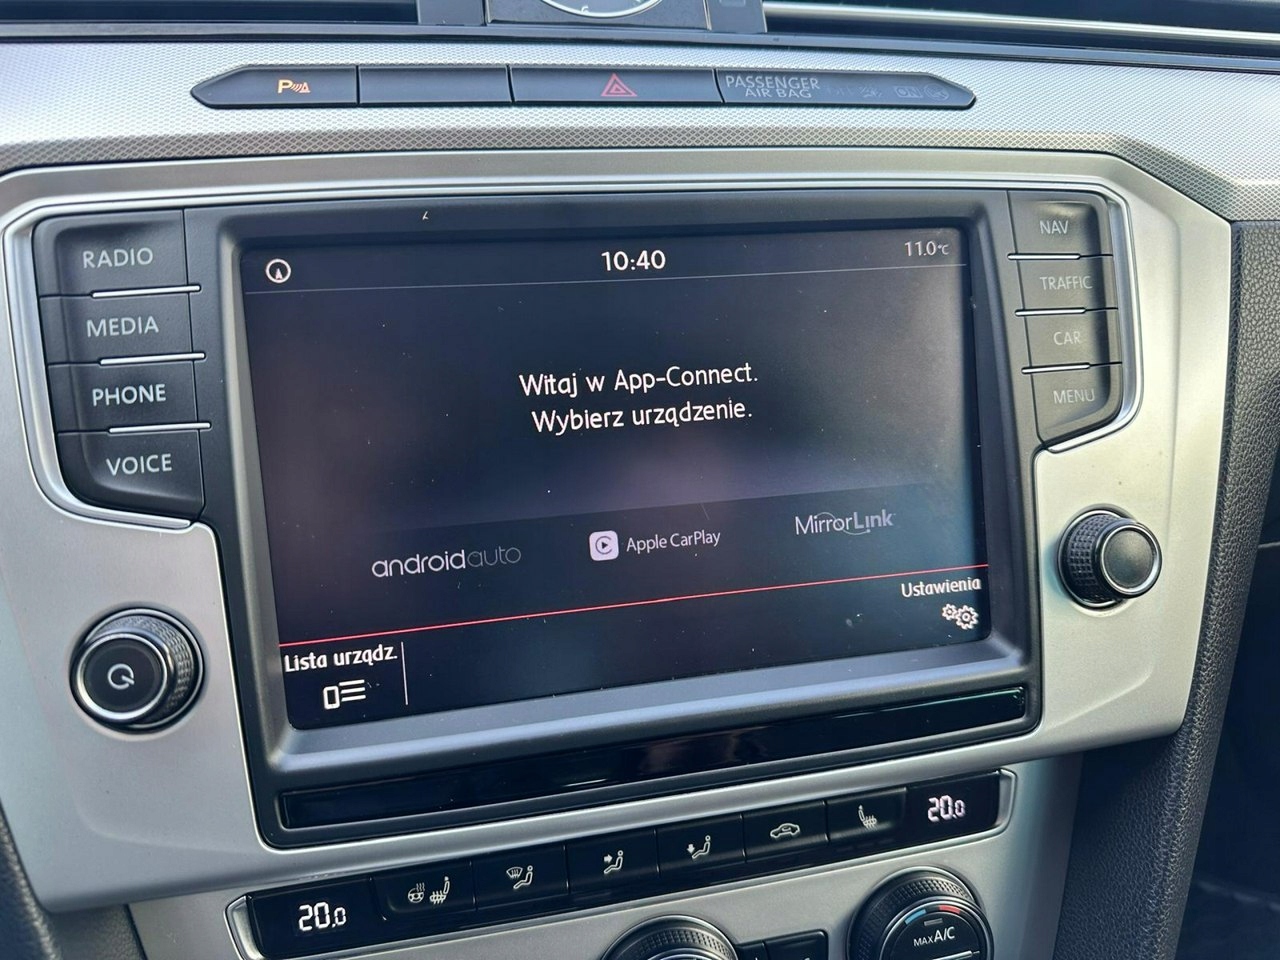 P
PASSENGER
AIR BAG
RADIO
MEDIA
PHONE
VOICE
NAV
TRAFFIC
CAR
MENU
10:40
11.0°C
Witaj w App-Connect.
Wybierz urządzenie.
androidauto
Apple CarPlay
MirrorLink
Ustawienia
Lista urządz.
20.0
20.0
MAX A/C